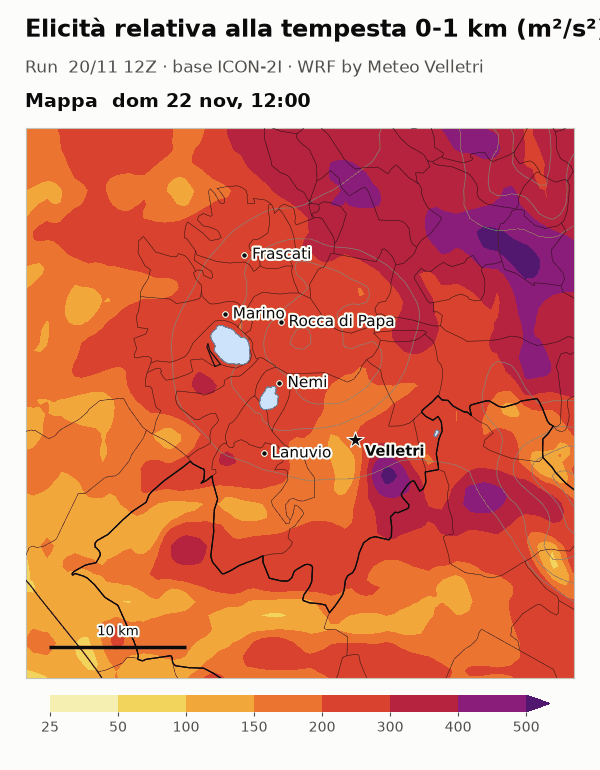 Elicità relativa alla tempesta 0-1 km (m²/s²)
Run 20/11 12Z · base ICON-2I · WRF by Meteo Velletri
Mappa dom 22 nov, 12:00
Frascati
Marino
Rocca di Papa
Nemi
Velletri
Lanuvio
10 km
25 50 100 150 200 300 400 500